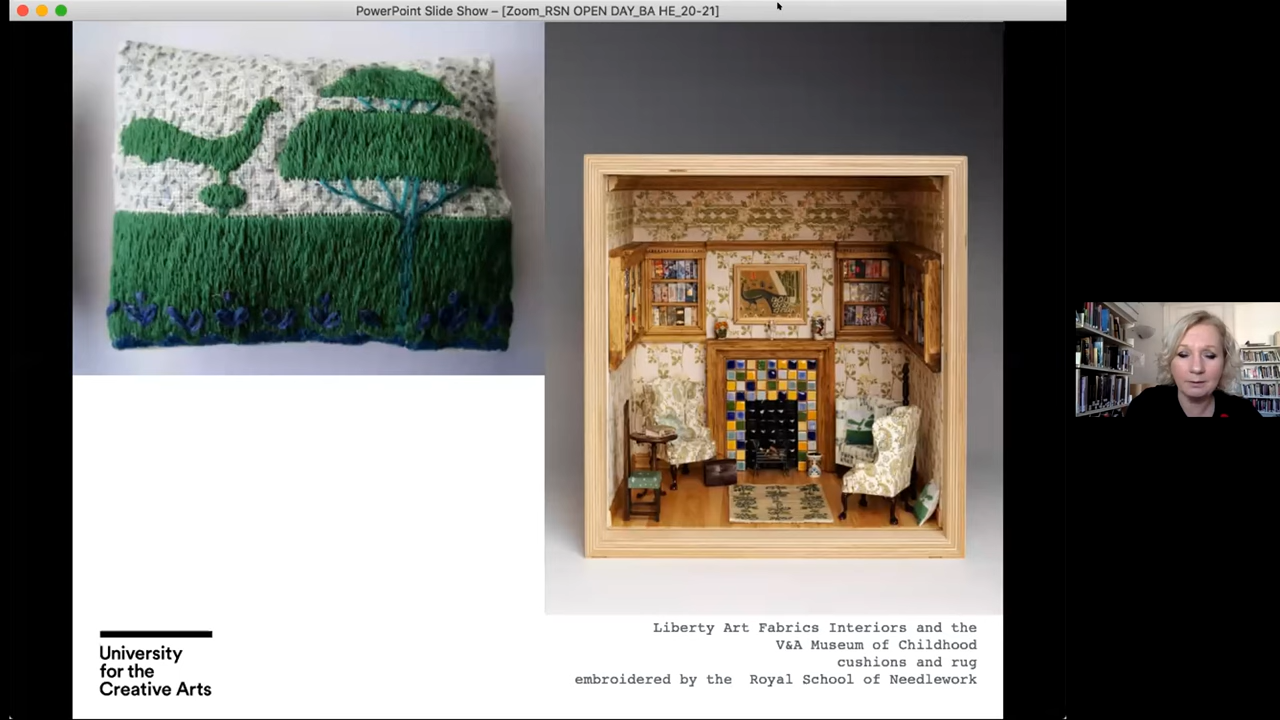 PowerPoint Slide Show – [Zoom_RSN OPEN DAY_BA HE_20-21]
Liberty Art Fabrics Interiors and the
V&A Museum of Childhood
cushions and rug
embroidered by the Royal School of Needlework
University
for the
Creative Arts